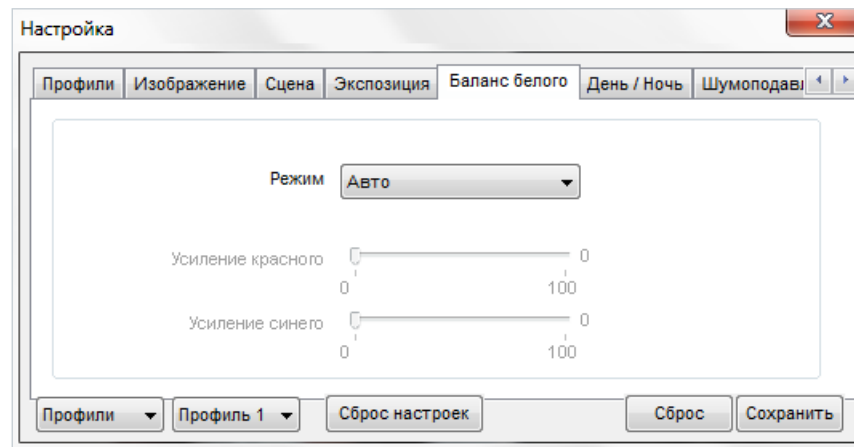 Настройка
Профили Изображение Сцена Экспозиция Баланс белого День / Ночь Шумоподав
Режим Авто
Усиление красного 0
0 100
Усиление синего 0
0 100
Профили Профиль 1 Сброс настроек Сброс Сохранить